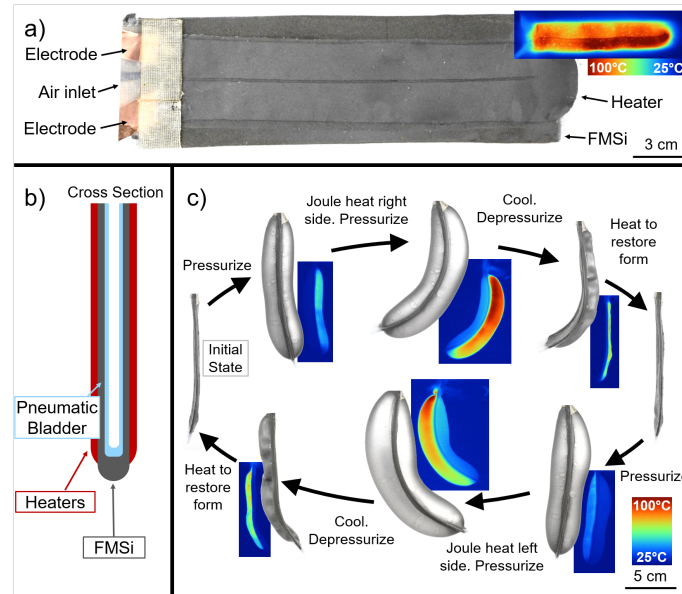 a)
Electrode
Air inlet
Electrode
100°C
25°C
Heater
FMSi
3 cm
b)
Cross Section
Pneumatic
Bladder
Heaters
FMSi
c)
Joule heat right
side. Pressurize
Cool.
Depressurize
Heat to
restore
form
Pressurize
Initial
State
Pressurize
Heat to
restore
form
Cool.
Depressurize
Joule heat left
side. Pressurize
100°C
25°C
5 cm